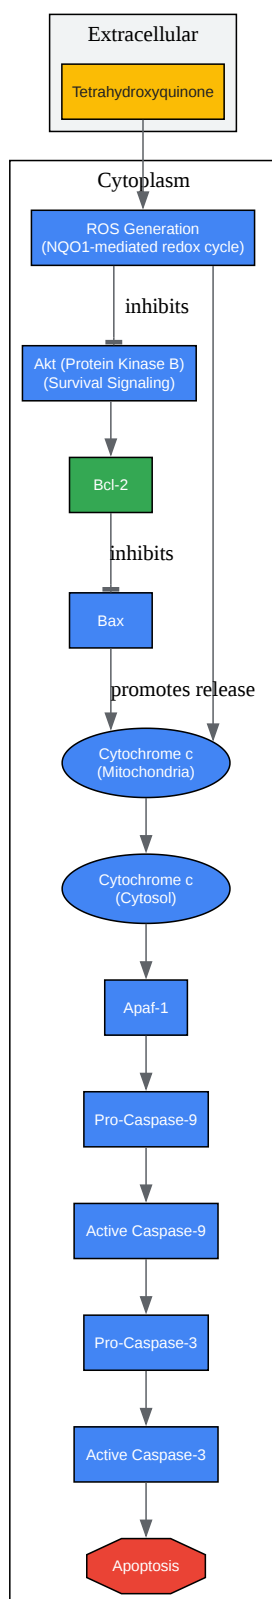 Extracellular
Tetrahydroxyquinone
Cytoplasm
ROS Generation
(NQO1-mediated redox cycle)
inhibits
Akt (Protein Kinase B)
(Survival Signaling)
Bcl-2
inhibits
Bax
promotes release
Cytochrome c
(Mitochondria)
Cytochrome c
(Cytosol)
Apaf-1
Pro-Caspase-9
Active Caspase-9
Pro-Caspase-3
Active Caspase-3
Apoptosis